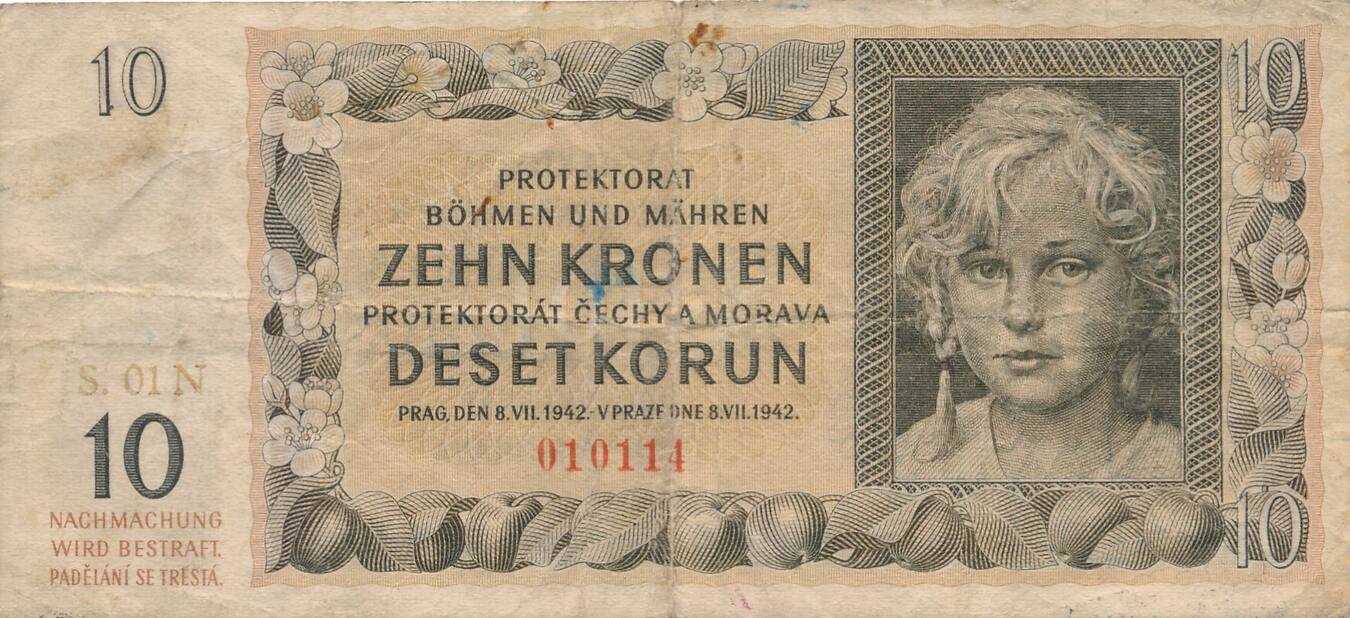 10
10
PROTEKTORAT
BÖHMEN UND MÄHREN
ZEHN KRONEN
PROTEKTORÁT ČECHY A MORAVA
DESET KORUN
PRAG, DEN 8.VII.1942.-V PRAZE DNE 8.VII.1942.
010114
S. 01 N
10
NACHMACHUNG
WIRD BESTRAFT.
PADĚLÁNÍ SE TRESTÁ.
10